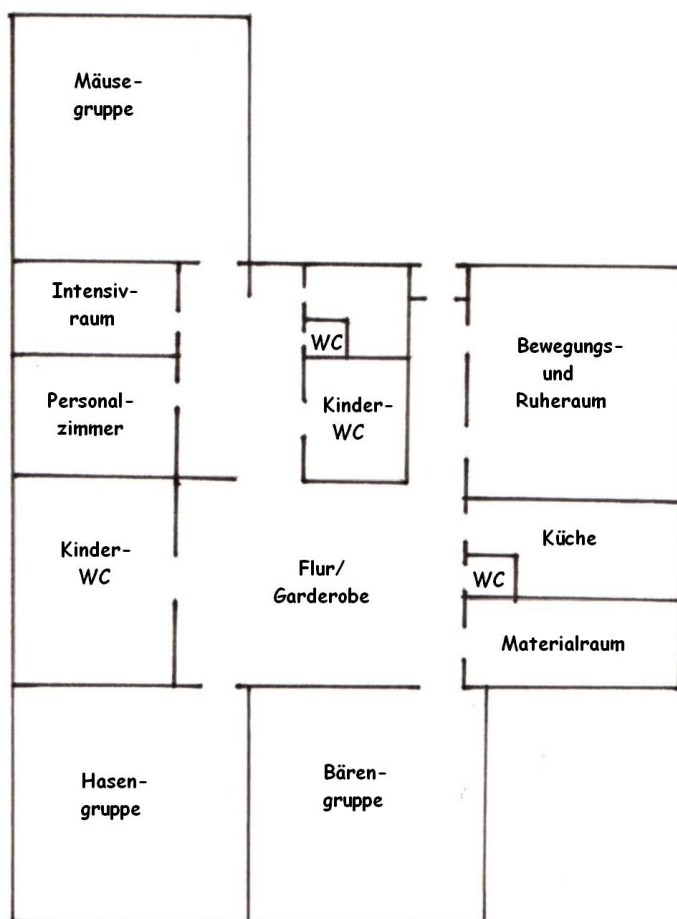 Mäuse-
gruppe
Intensiv-
raum
WC
Bewegungs-
und
Ruheraum
Personal-
zimmer
Kinder-
WC
Kinder-
WC
Flur/
Garderobe
Küche
WC
Materialraum
Hasen-
gruppe
Bären-
gruppe